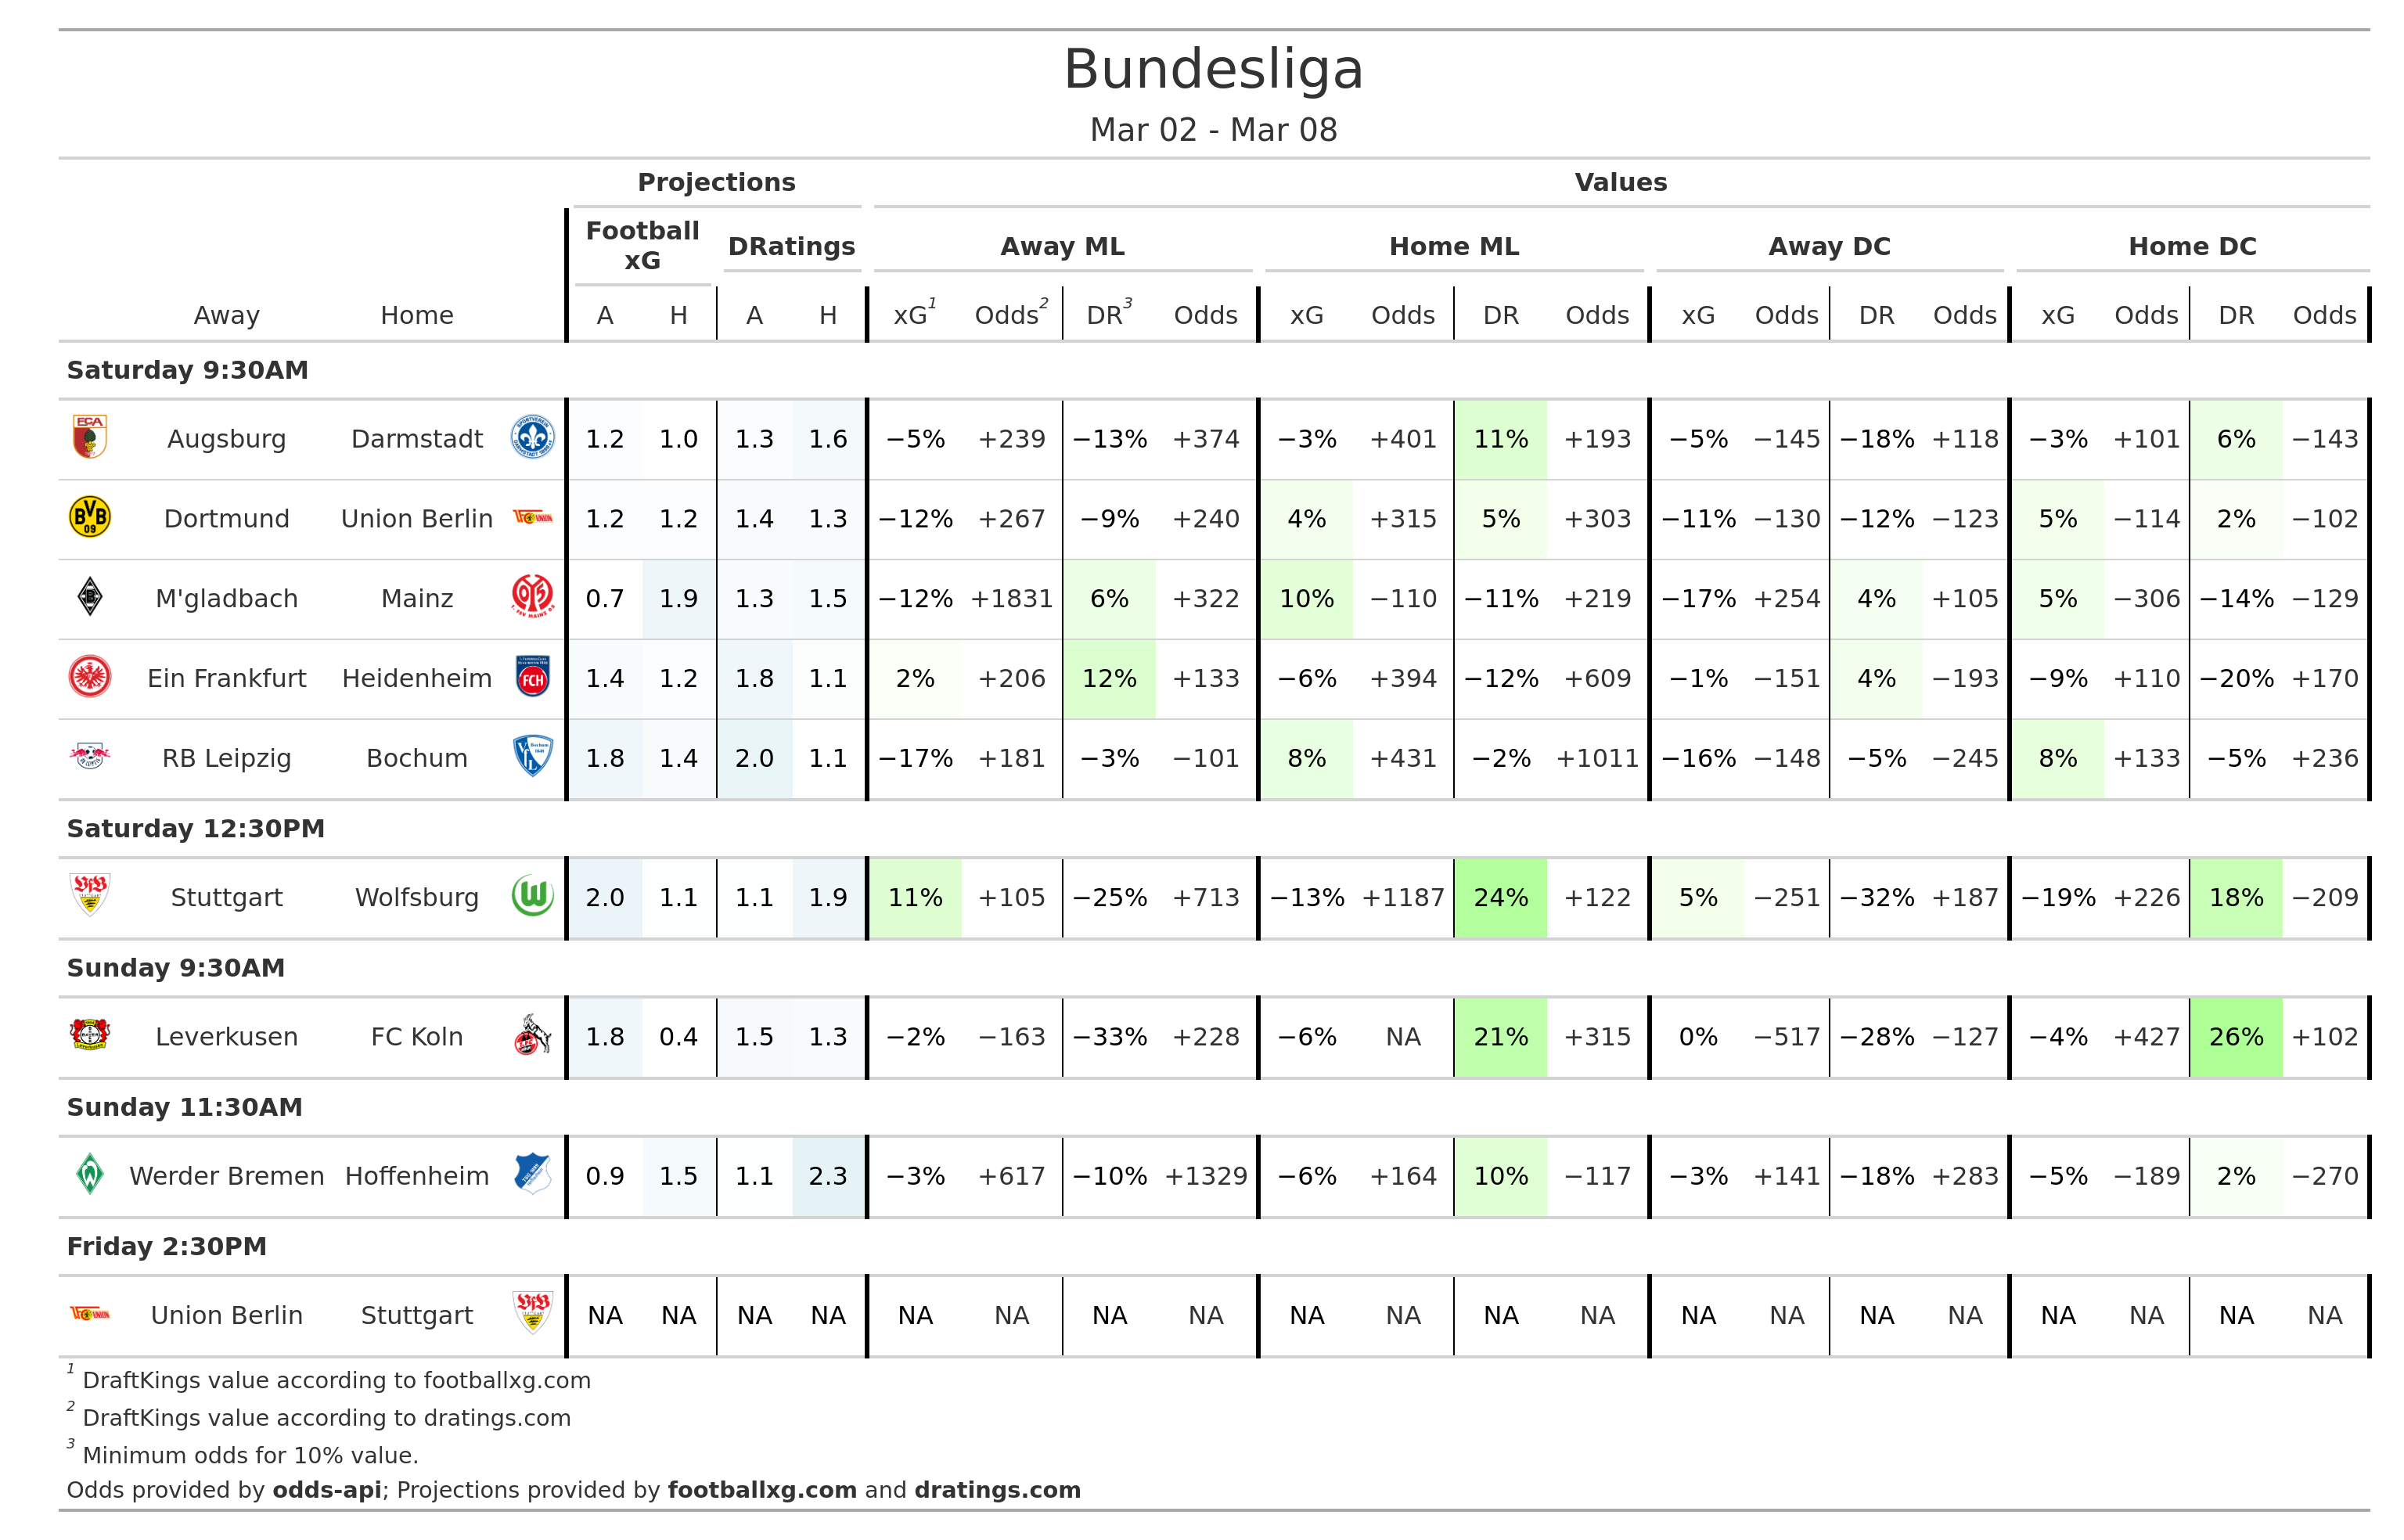 Bundesliga
Mar 02 - Mar 08
Projections Values
Football xG DRatings Away ML Home ML Away DC Home DC
Away Home A H A H xG1 Odds2 DR3 Odds xG Odds DR Odds xG Odds DR Odds xG Odds DR Odds
Saturday 9:30AM
Augsburg Darmstadt 1.2 1.0 1.3 1.6 −5% +239 −13% +374 −3% +401 11% +193 −5% −145 −18% +118 −3% +101 6% −143
Dortmund Union Berlin 1.2 1.2 1.4 1.3 −12% +267 −9% +240 4% +315 5% +303 −11% −130 −12% −123 5% −114 2% −102
M'gladbach Mainz 0.7 1.9 1.3 1.5 −12% +1831 6% +322 10% −110 −11% +219 −17% +254 4% +105 5% −306 −14% −129
Ein Frankfurt Heidenheim 1.4 1.2 1.8 1.1 2% +206 12% +133 −6% +394 −12% +609 −1% −151 4% −193 −9% +110 −20% +170
RB Leipzig Bochum 1.8 1.4 2.0 1.1 −17% +181 −3% −101 8% +431 −2% +1011 −16% −148 −5% −245 8% +133 −5% +236
Saturday 12:30PM
Stuttgart Wolfsburg 2.0 1.1 1.1 1.9 11% +105 −25% +713 −13% +1187 24% +122 5% −251 −32% +187 −19% +226 18% −209
Sunday 9:30AM
Leverkusen FC Koln 1.8 0.4 1.5 1.3 −2% −163 −33% +228 −6% NA 21% +315 0% −517 −28% −127 −4% +427 26% +102
Sunday 11:30AM
Werder Bremen Hoffenheim 0.9 1.5 1.1 2.3 −3% +617 −10% +1329 −6% +164 10% −117 −3% +141 −18% +283 −5% −189 2% −270
Friday 2:30PM
Union Berlin Stuttgart NA NA NA NA NA NA NA NA NA NA NA NA NA NA NA NA NA NA NA NA
1 DraftKings value according to footballxg.com
2 DraftKings value according to dratings.com
3 Minimum odds for 10% value.
Odds provided by odds-api; Projections provided by footballxg.com and dratings.com